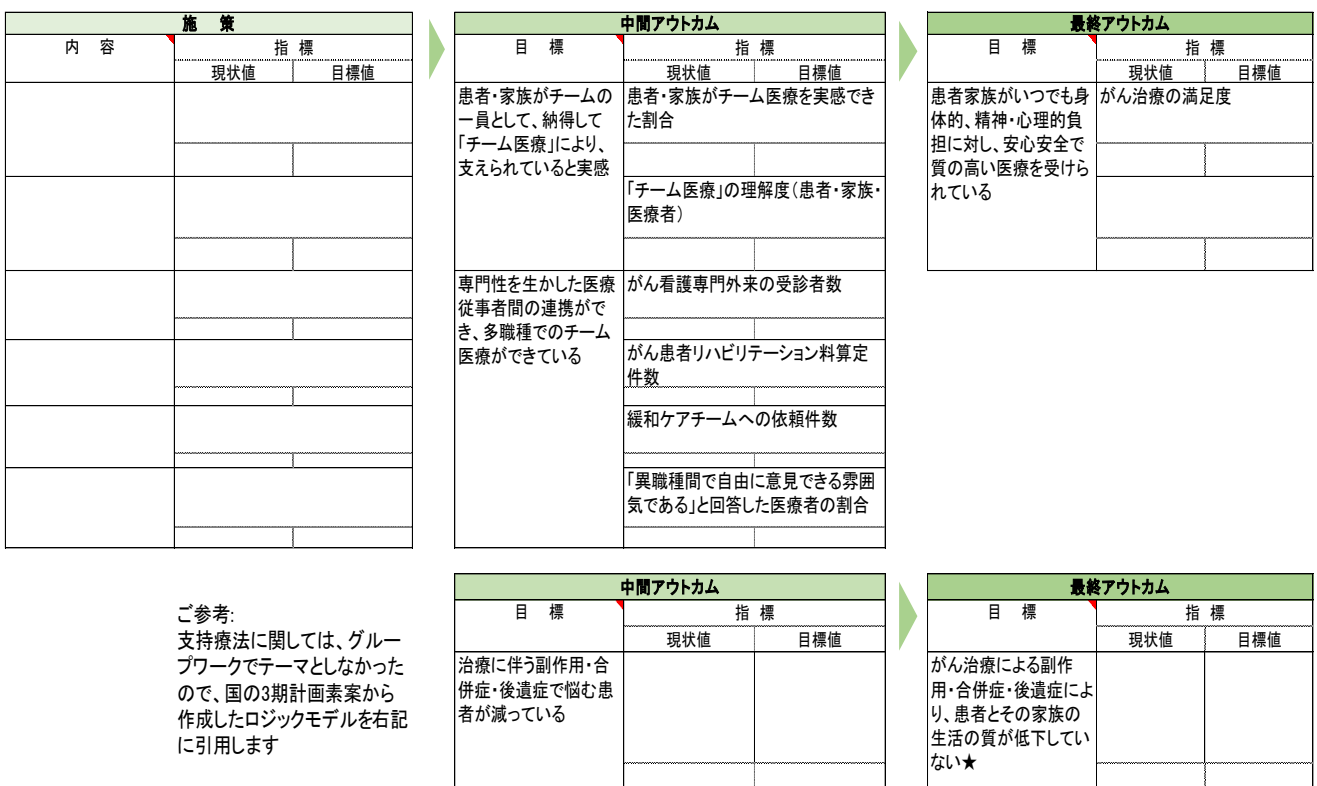 施　策
内　容
指 標
現状値
目標値
中間アウトカム
目　標
指 標
現状値
目標値
患者・家族がチームの
一員として、納得して
「チーム医療」により、
支えられていると実感
患者・家族がチーム医療を実感でき
た割合
「チーム医療」の理解度（患者・家族・
医療者）
専門性を生かした医療
従事者間の連携がで
き、多職種でのチーム
医療ができている
がん看護専門外来の受診者数
がん患者リハビリテーション料算定
件数
緩和ケアチームへの依頼件数
「異職種間で自由に意見できる雰囲
気である」と回答した医療者の割合
最終アウトカム
目　標
指 標
現状値
目標値
患者家族がいつでも身
体的、精神・心理的負
担に対し、安心安全で
質の高い医療を受けら
れている
がん治療の満足度
ご参考:
支持療法に関しては、グルー
プワークでテーマとしなかった
ので、国の3期計画素案から
作成したロジックモデルを右記
に引用します
中間アウトカム
目　標
指 標
現状値
目標値
治療に伴う副作用・合
併症・後遺症で悩む患
者が減っている
最終アウトカム
目　標
指 標
現状値
目標値
がん治療による副作
用・合併症・後遺症によ
り、患者とその家族の
生活の質が低下してい
ない★